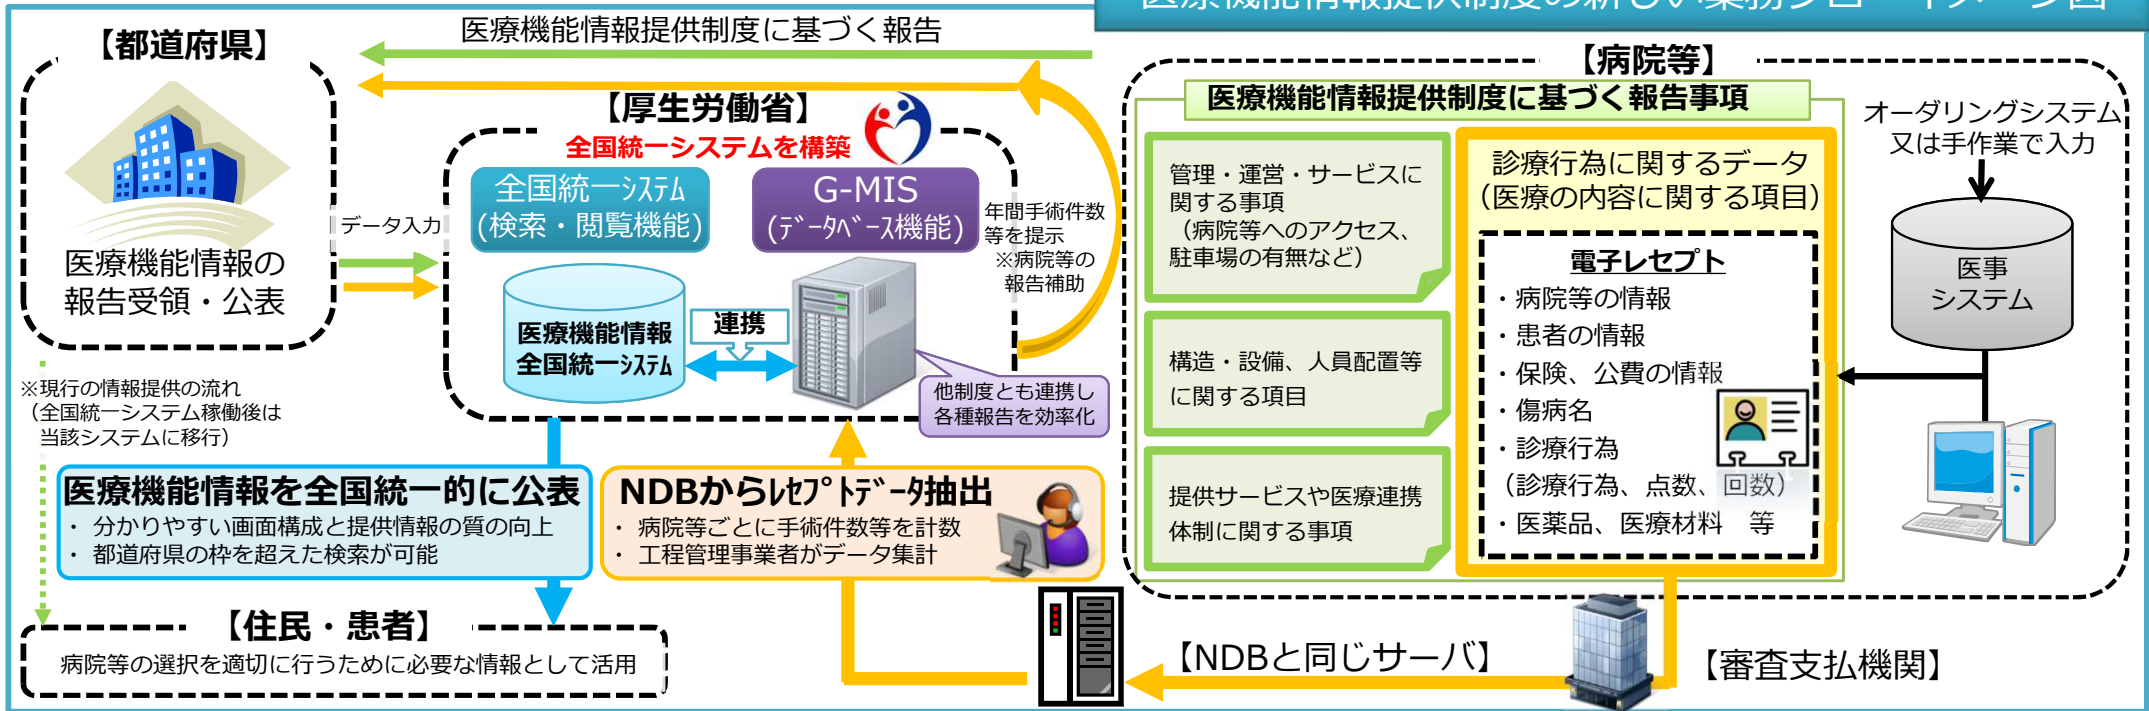 医療機能情報提供制度の新しい業務フロー イメージ図
医療機能情報提供制度に基づく報告
【都道府県】
医療機能情報の
報告受領・公表
データ入力
【厚生労働省】
全国統一システムを構築
全国統一ｼｽﾃﾑ
(検索・閲覧機能)
G-MIS
(ﾃﾞｰﾀﾍﾞｰｽ機能)
医療機能情報
全国統一ｼｽﾃﾑ
連携
他制度とも連携し
各種報告を効率化
年間手術件数
等を提示
※病院等の
報告補助
【病院等】
医療機能情報提供制度に基づく報告事項
管理・運営・サービスに
関する事項
（病院等へのアクセス、
駐車場の有無など）
構造・設備、人員配置等
に関する項目
提供サービスや医療連携
体制に関する事項
診療行為に関するデータ
(医療の内容に関する項目)
電子レセプト
・病院等の情報
・患者の情報
・保険、公費の情報
・傷病名
・診療行為
（診療行為、点数、回数）
・医薬品、医療材料　等
オーダリングシステム
又は手作業で入力
医事
システム
※現行の情報提供の流れ
（全国統一システム稼働後は
当該システムに移行）
医療機能情報を全国統一的に公表
・ 分かりやすい画面構成と提供情報の質の向上
・ 都道府県の枠を超えた検索が可能
NDBからﾚｾﾌﾟﾄﾃﾞｰﾀ抽出
・ 病院等ごとに手術件数等を計数
・ 工程管理事業者がデータ集計
【住民・患者】
病院等の選択を適切に行うために必要な情報として活用
【NDBと同じサーバ】
【審査支払機関】